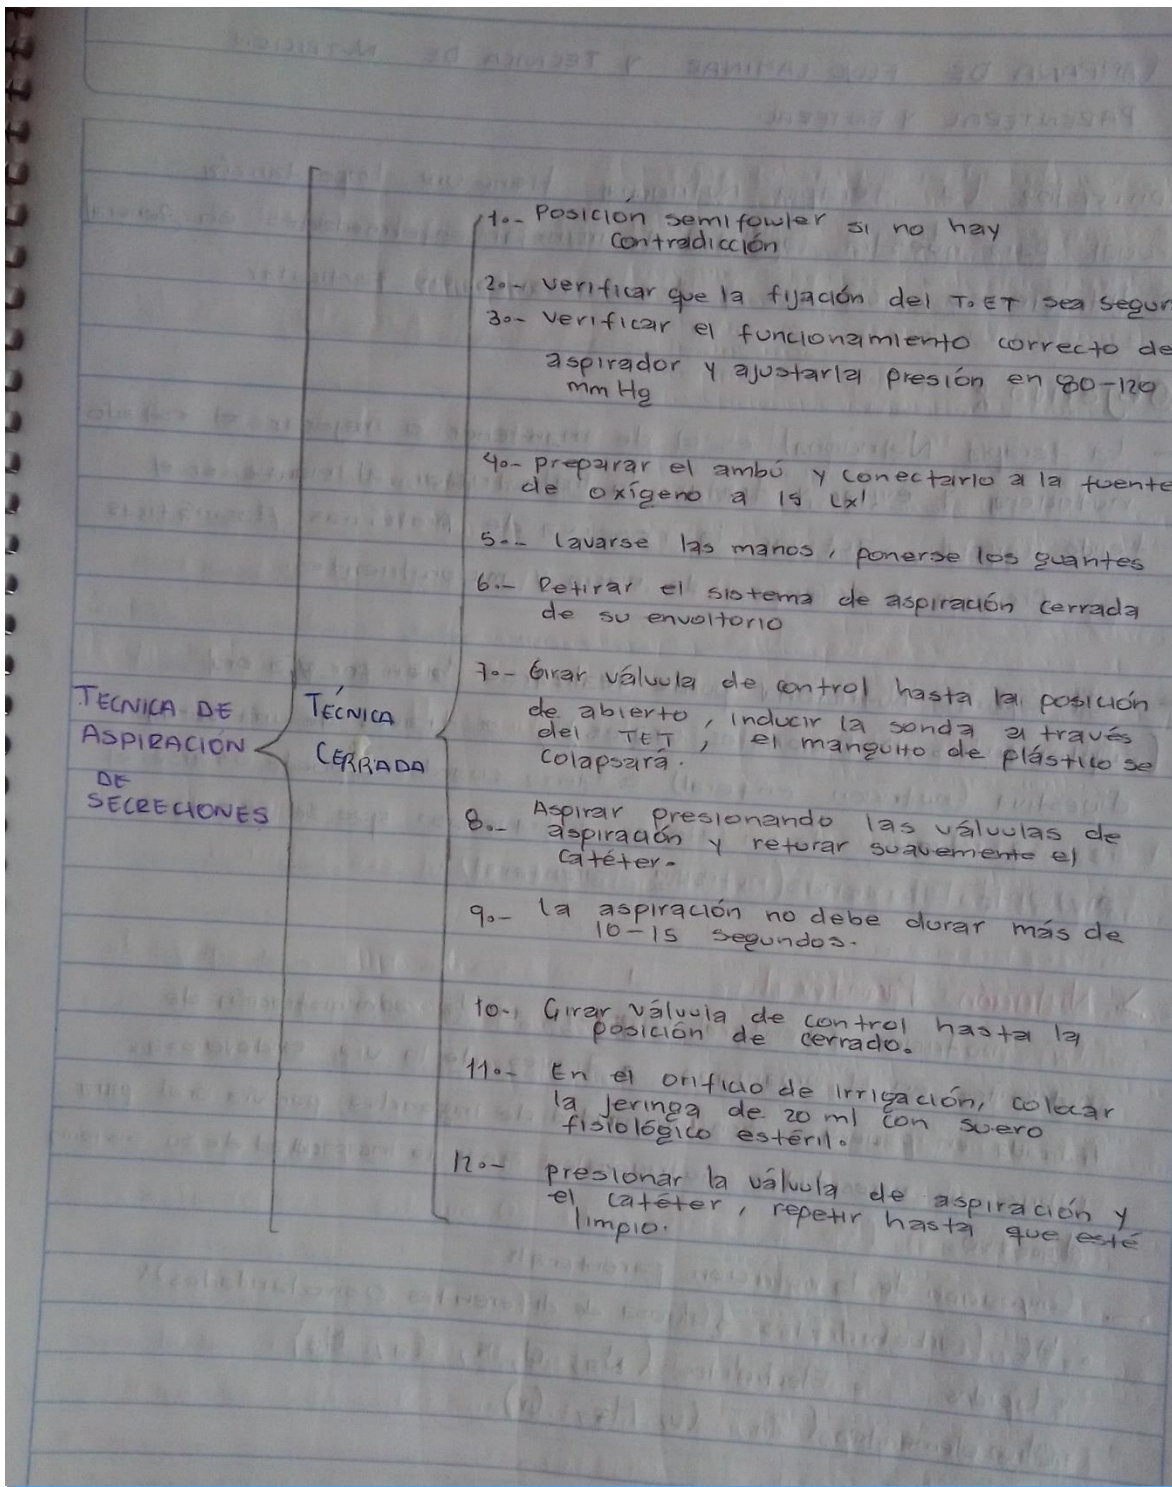 TECNICA DE
ASPIRACIÓN
DE
SECRECIONES
TÉCNICA
CERRADA
1.- Posición semifowler si no hay
contradicción
2.- verificar que la fijación del T.ET sea segur
3.- verificar el funcionamiento correcto de
aspirador y ajustarla presión en 80-120
mmHg
4.- preparar el ambú y conectarlo a la fuente
de oxígeno a 15 Lx'
5.- lavarse las manos, ponerse los guantes
6.- Retirar el sistema de aspiración cerrada
de su envoltorio
7.- Girar válvula de control hasta la posición
de abierto, inducir la sonda a través
del TET, el manguito de plástico se
colapsará.
8.- Aspirar presionando las válvulas de
aspiración y returar suavemente el
catéter.
9.- la aspiración no debe durar más de
10-15 segundos.
10.- Girar válvula de control hasta la
posición de cerrado.
11.- En el orificio de irrigación, colocar
la jeringa de 20 ml con suero
fisiológico estéril.
12.- presionar la válvula de aspiración y
el catéter, repetir hasta que esté
limpio.